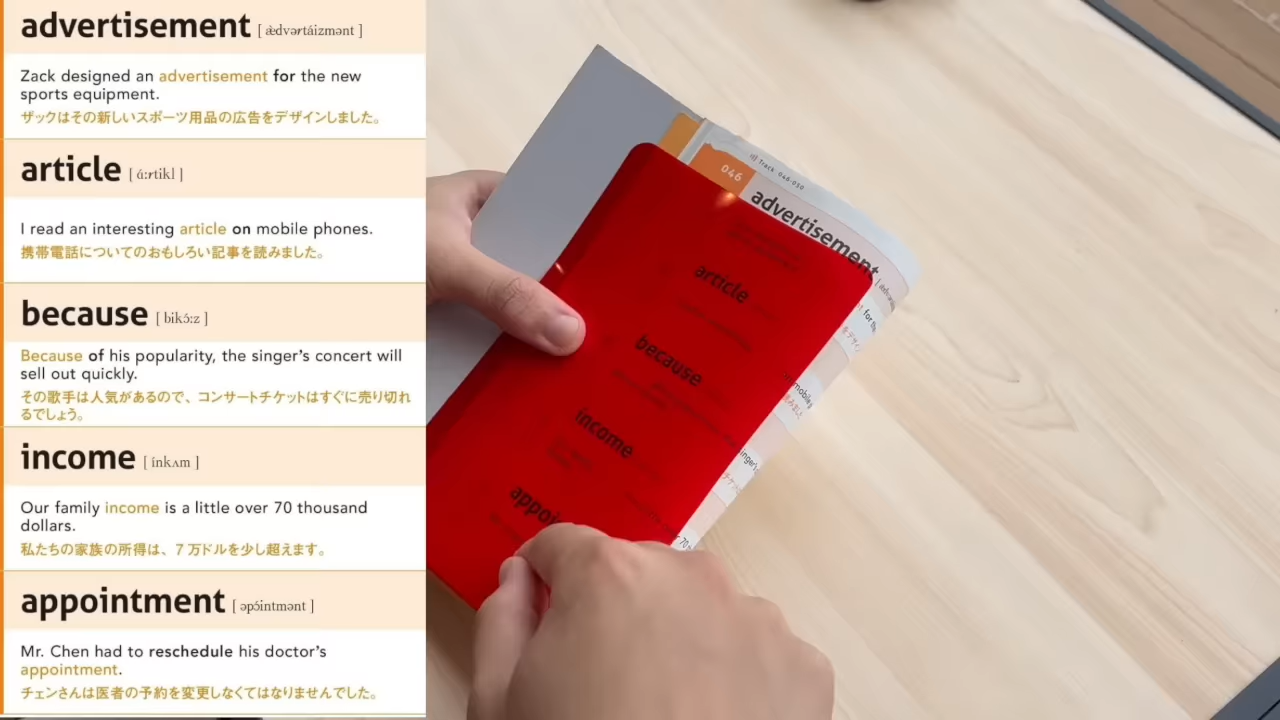 advertisement [ ædvərtáizmənt ]
Zack designed an advertisement for the new
sports equipment.
ザックはその新しいスポーツ用品の広告をデザインしました。
article [ ɑ́ːrtikl ]
I read an interesting article on mobile phones.
携帯電話についてのおもしろい記事を読みました。
because [ bikɔ́ːz ]
Because of his popularity, the singer's concert will
sell out quickly.
その歌手は人気があるので、コンサートチケットはすぐに売り切れ
るでしょう。
income [ ínkʌm ]
Our family income is a little over 70 thousand
dollars.
私たちの家族の所得は、7万ドルを少し超えます。
appointment [ əpɔ́intmənt ]
Mr. Chen had to reschedule his doctor's
appointment.
チェンさんは医者の予約を変更しなくてはなりませんでした。
Track 046-050
046
advertisement
for
article
because
income